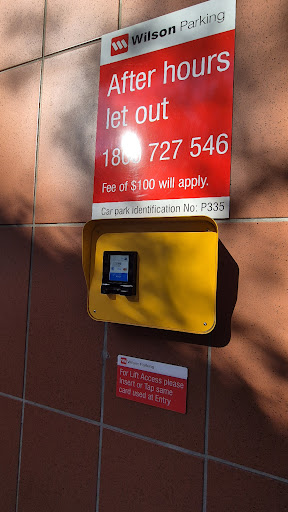 Wilson Parking
After hours
let out
1800 727 546
Fee of $100 will apply.
Car park identification No: P335
Wilson Parking
For Lift Access please
Insert or Tap same
card used at Entry